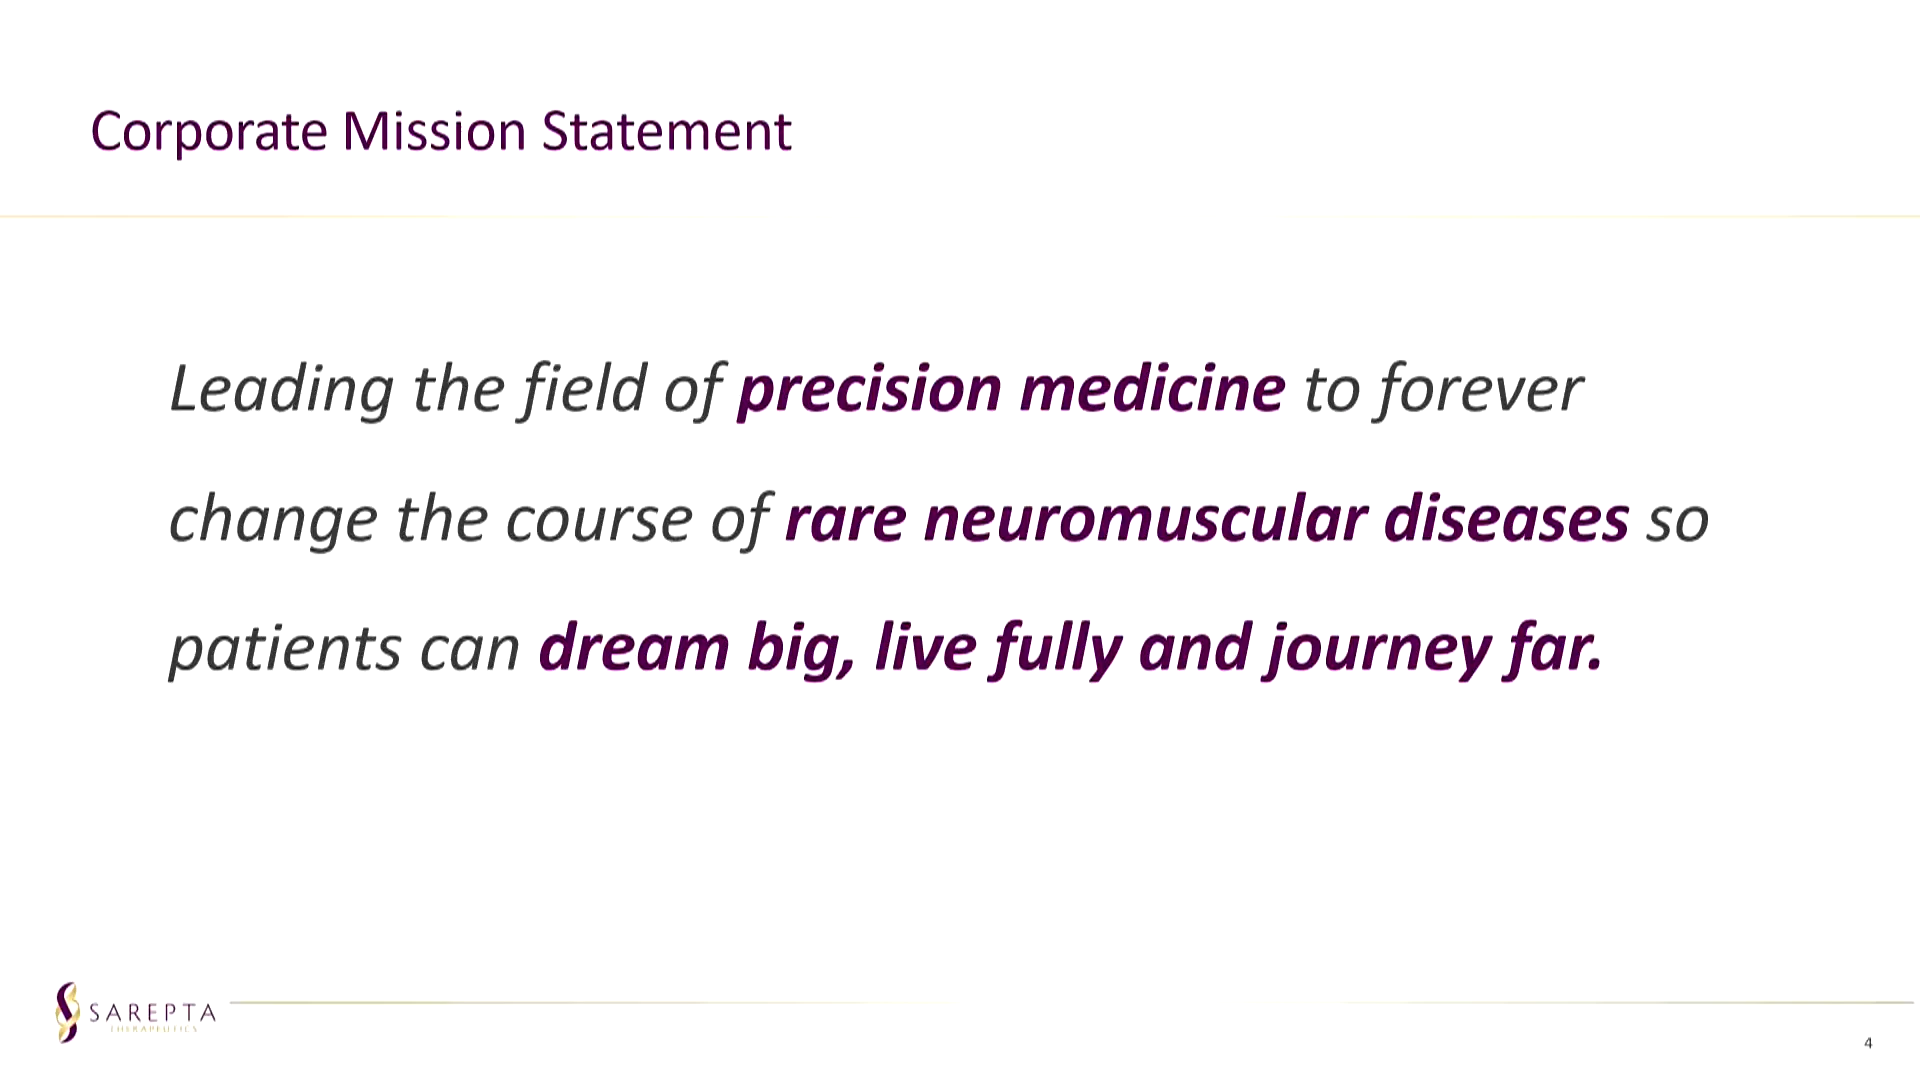 Corporate Mission Statement
Leading the field of precision medicine to forever
change the course of rare neuromuscular diseases so
patients can dream big, live fully and journey far.
SAREPTA
THERAPEUTICS
4